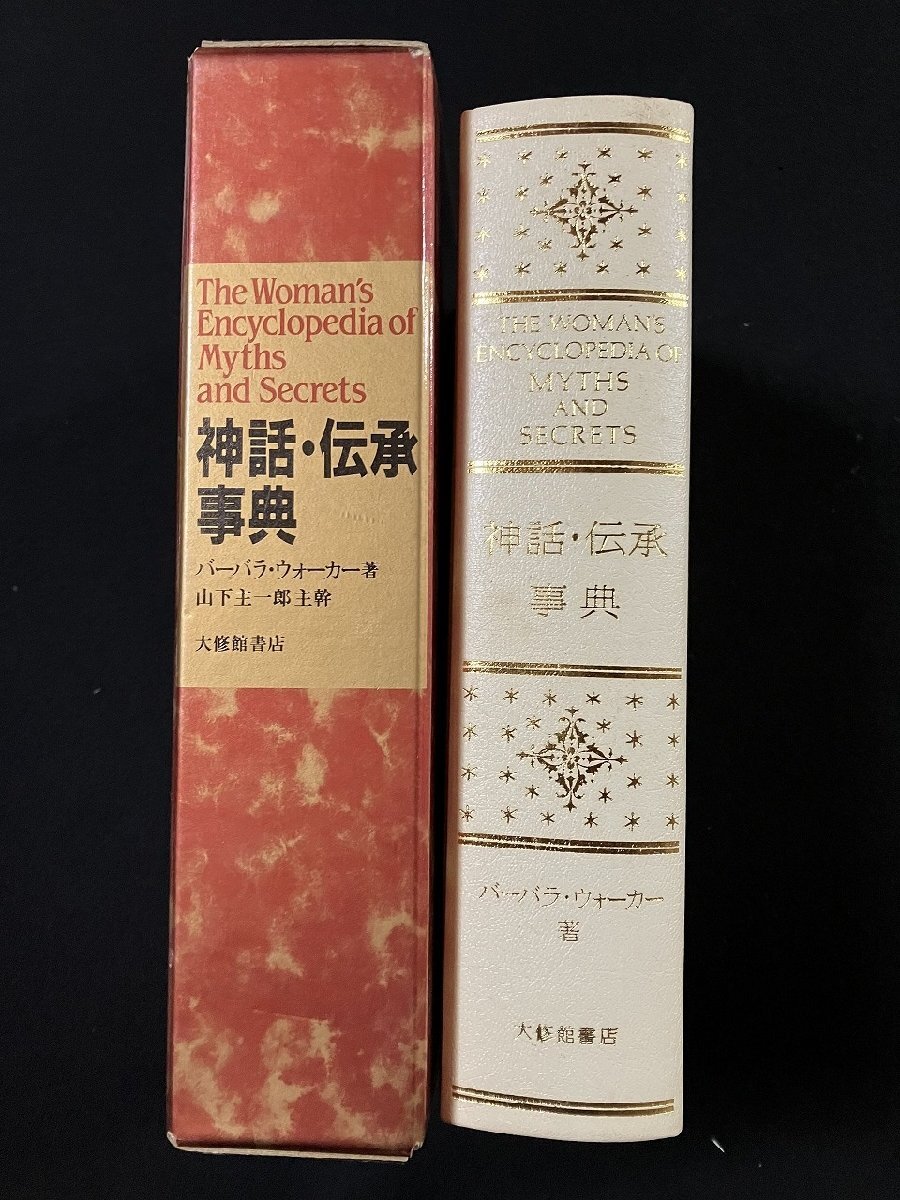 The Woman's
Encyclopedia of
Myths
and Secrets
神話・伝承
事典
バーバラ・ウォーカー著
山下主一郎主幹
大修館書店
THE WOMAN'S
ENCYCLOPEDIA OF
MYTHS
AND
SECRETS
神話・伝承
事典
バーバラ・ウォーカー
著
大修館書店